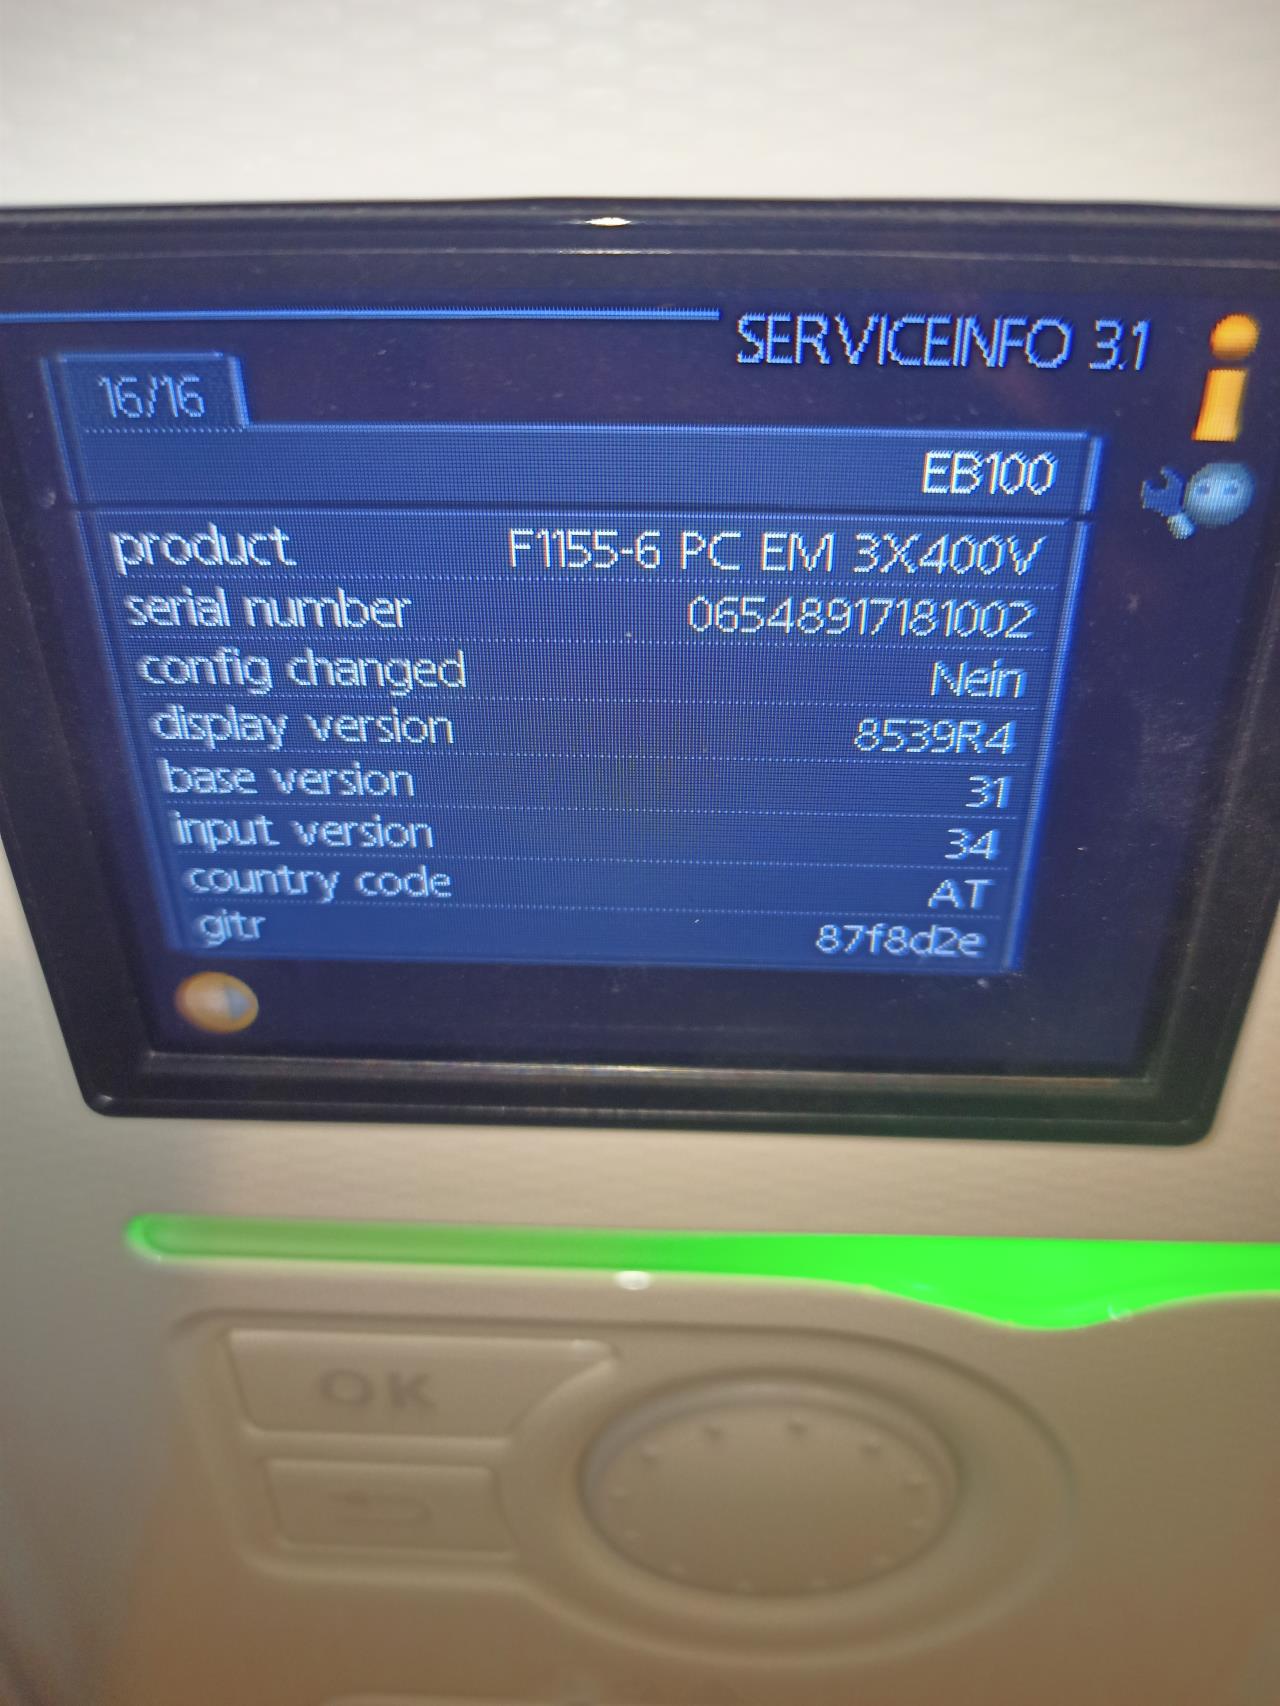 SERVICEINFO 3.1
16/16
EB100
product F1155-6 PC EM 3X400V
serial number 06548917181002
config changed Nein
display version 8539R4
base version 31
input version 34
country code AT
gitr 87f8d2e
OK